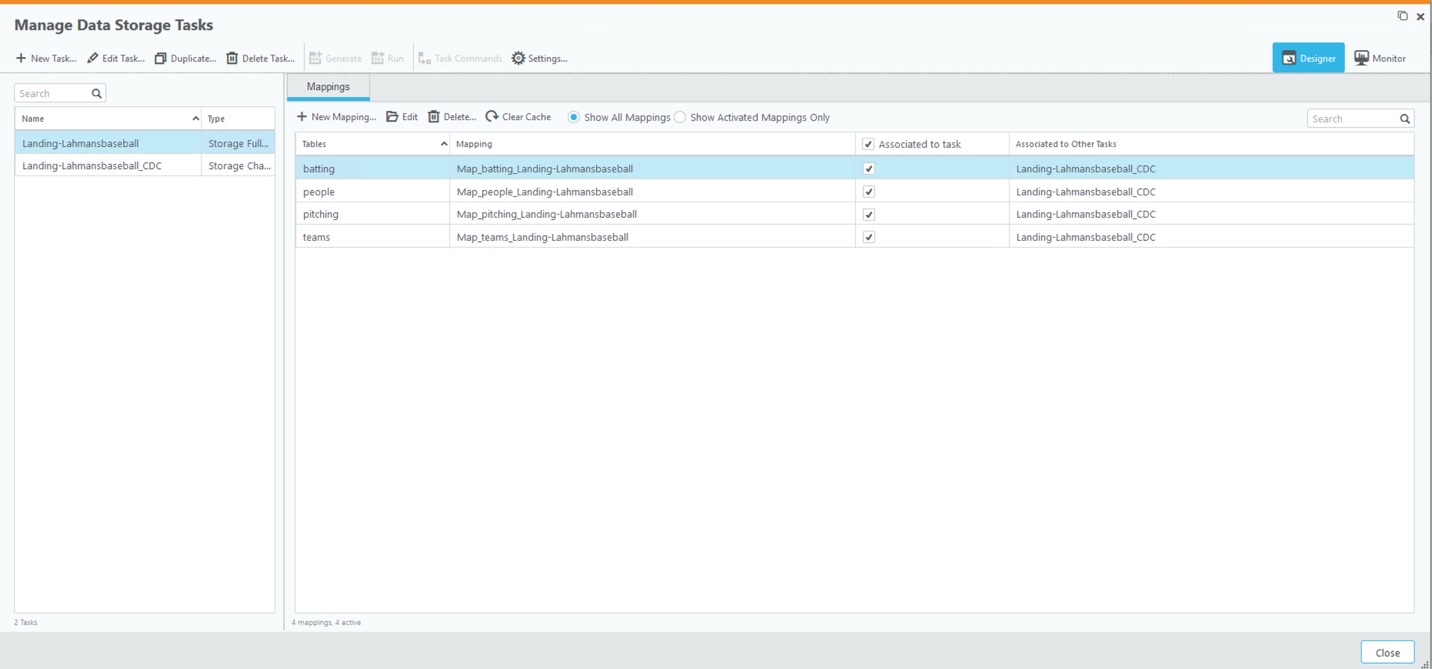 Manage Data Storage Tasks
New Task... Edit Task... Duplicate... Delete Task... Generate Run Task Commands Settings... Designer Monitor
Search
Name Type
Landing-Lahmansbaseball Storage Full...
Landing-Lahmansbaseball_CDC Storage Cha...
2 Tasks
Mappings
New Mapping... Edit Delete... Clear Cache Show All Mappings Show Activated Mappings Only Search
Tables Mapping Associated to task Associated to Other Tasks
batting Map_batting_Landing-Lahmansbaseball Landing-Lahmansbaseball_CDC
people Map_people_Landing-Lahmansbaseball Landing-Lahmansbaseball_CDC
pitching Map_pitching_Landing-Lahmansbaseball Landing-Lahmansbaseball_CDC
teams Map_teams_Landing-Lahmansbaseball Landing-Lahmansbaseball_CDC
4 mappings, 4 active
Close